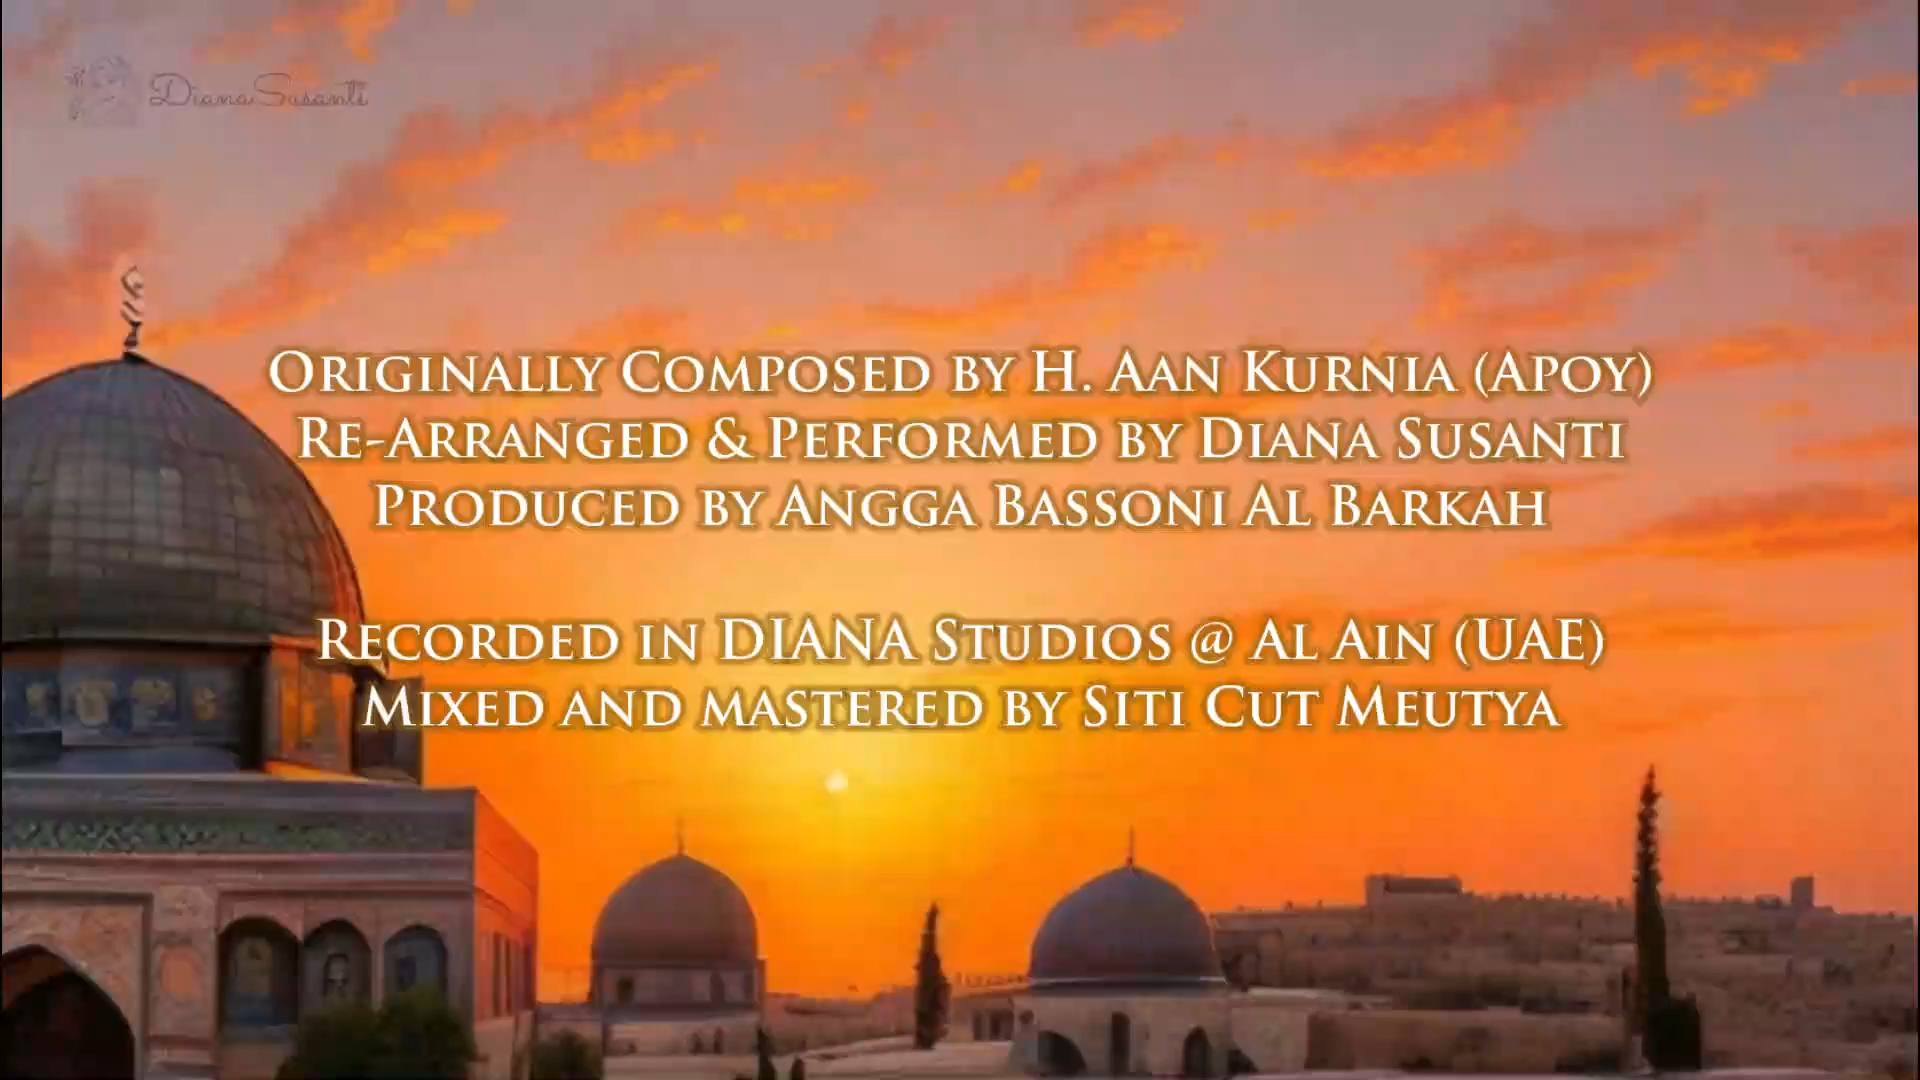 Diana Susanti
Originally Composed by H. Aan Kurnia (Apoy)
Re-Arranged & Performed by Diana Susanti
Produced by Angga Bassoni Al Barkah
Recorded in DIANA Studios @ Al Ain (UAE)
Mixed and mastered by Siti Cut Meutya